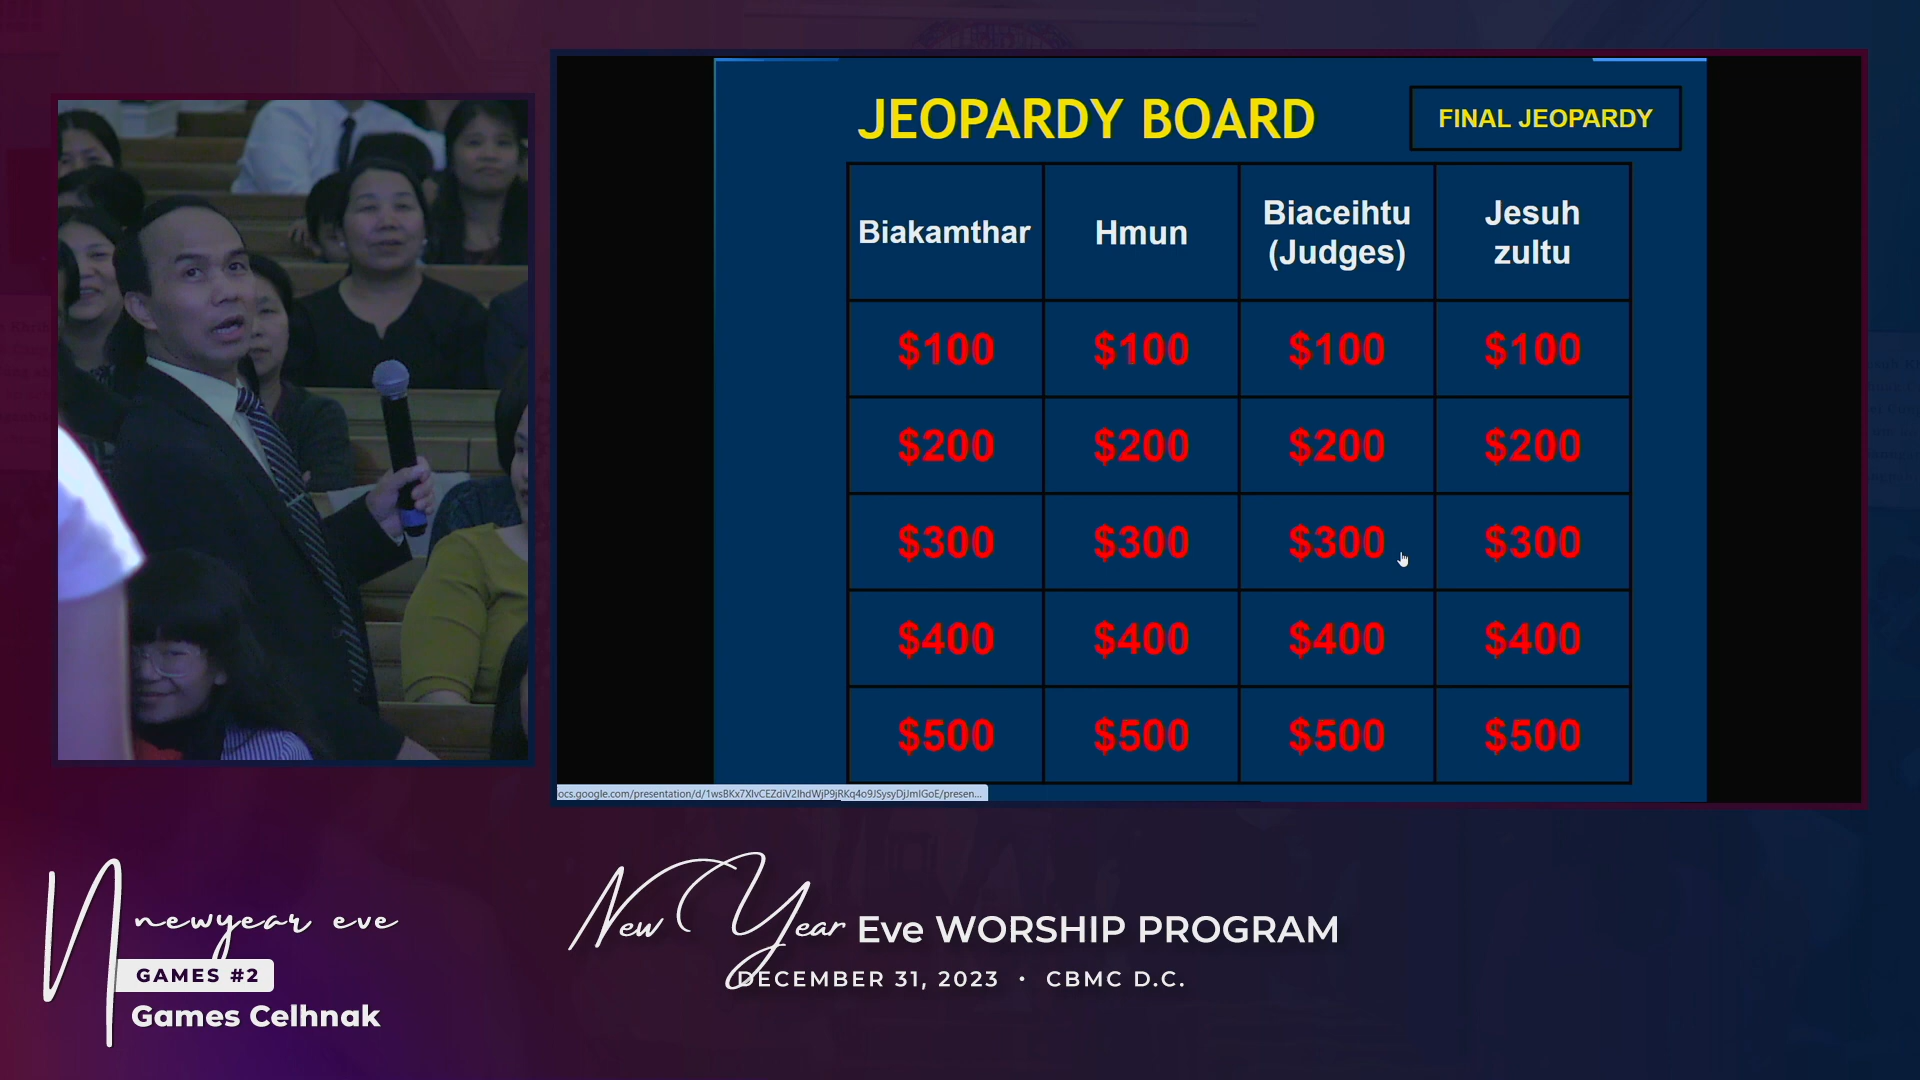 JEOPARDY BOARD
FINAL JEOPARDY
Biakamthar
Hmun
Biaceihtu
(Judges)
Jesuh
zultu
$100 $100 $100 $100
$200 $200 $200 $200
$300 $300 $300 $300
$400 $400 $400 $400
$500 $500 $500 $500
newyear eve
GAMES #2
Games Celhnak
New Year Eve WORSHIP PROGRAM
DECEMBER 31, 2023 • CBMC D.C.